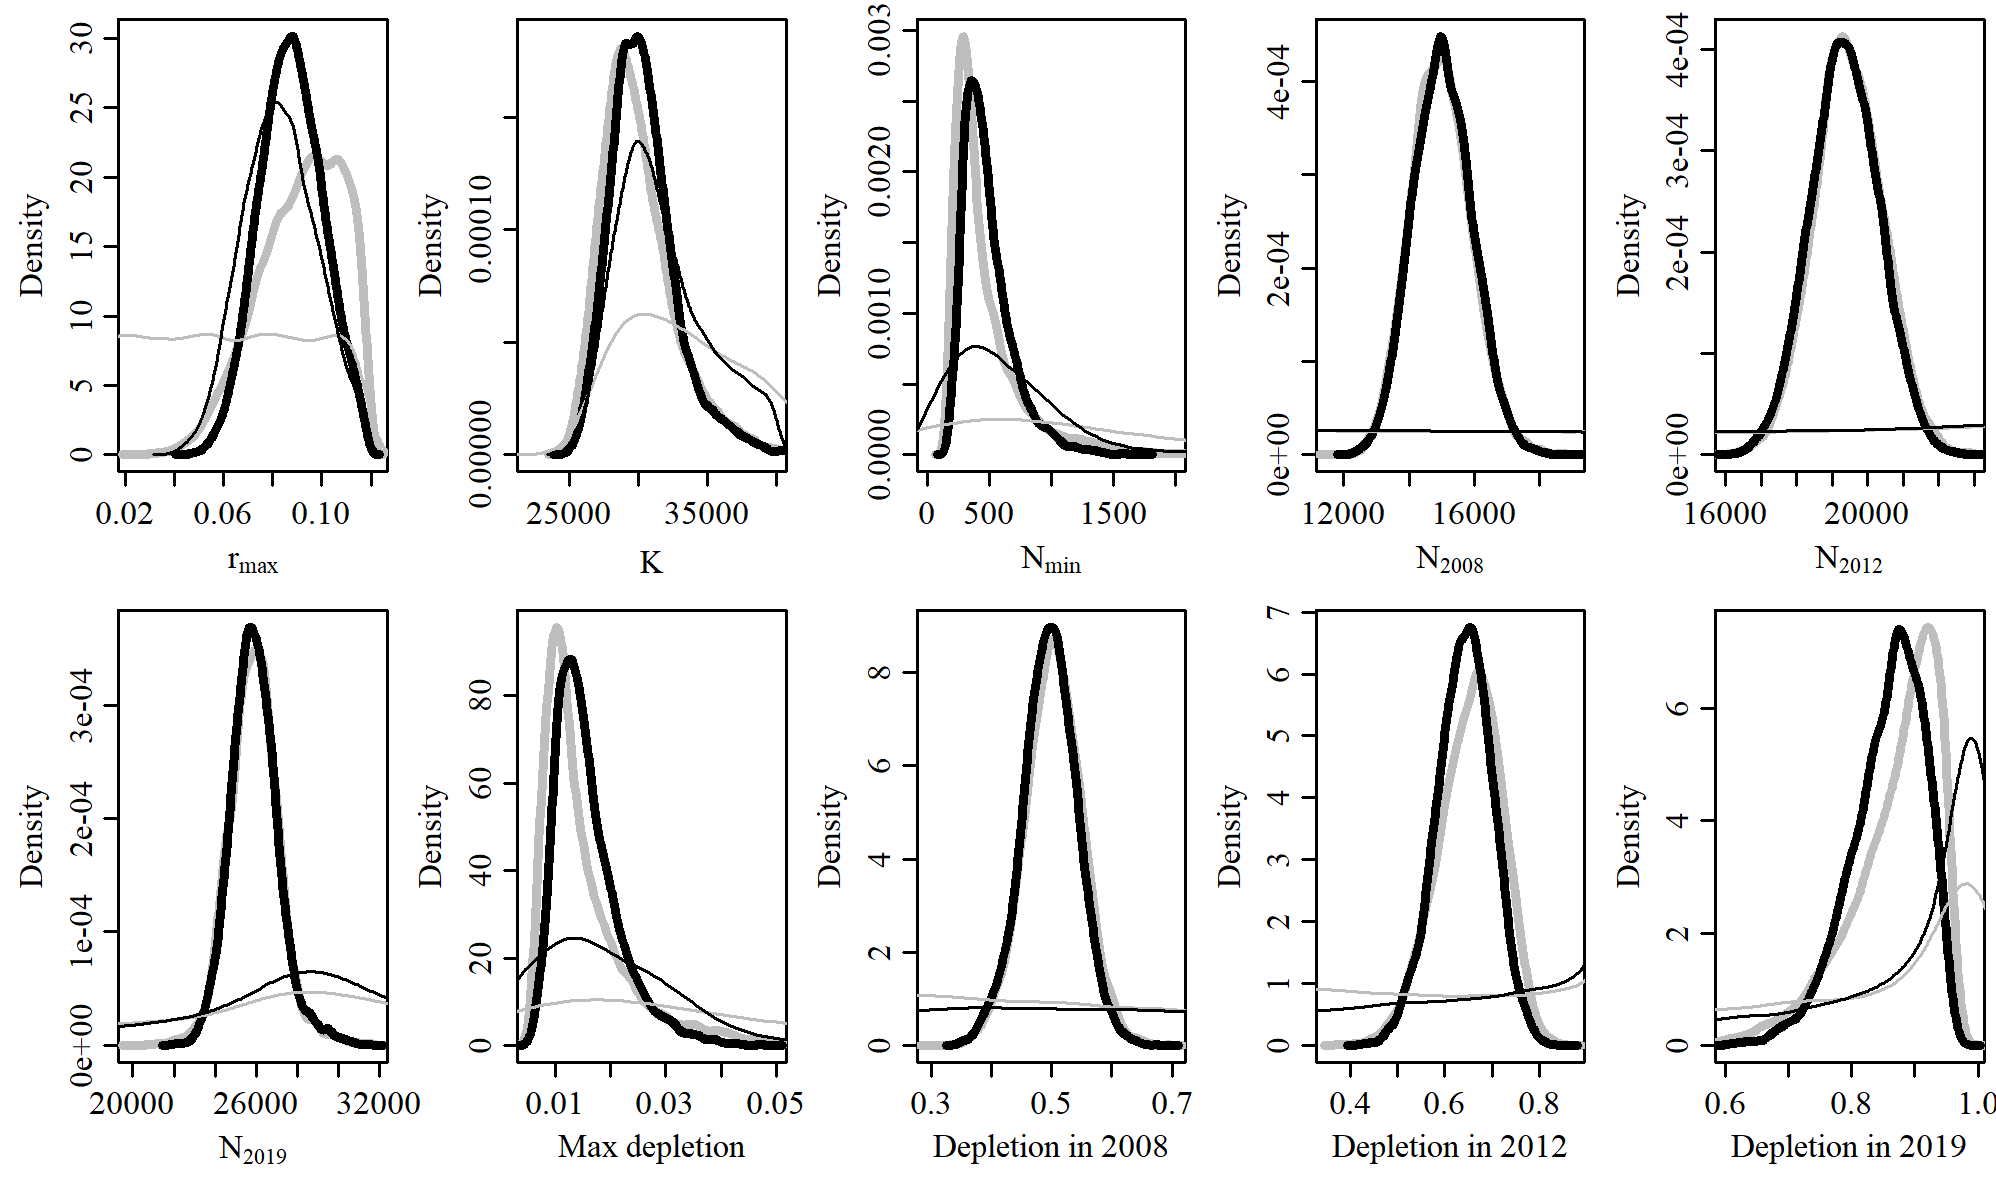 Density
0 5 10 15 20 25 30
0.02 0.06 0.10
r_max
Density
0.00000 0.00010
25000 35000
K
Density
0.0000 0.0010 0.0020 0.003
0 500 1500
N_min
Density
0e+00 2e-04 4e-04
12000 16000
N_2008
Density
0e+00 2e-04 3e-04 4e-04
16000 20000
N_2012
Density
0e+00 1e-04 2e-04 3e-04
20000 26000 32000
N_2019
Density
0 20 40 60 80
0.01 0.03 0.05
Max depletion
Density
0 2 4 6 8
0.3 0.5 0.7
Depletion in 2008
Density
0 1 2 3 4 5 6 7
0.4 0.6 0.8
Depletion in 2012
Density
0 2 4 6
0.6 0.8 1.0
Depletion in 2019